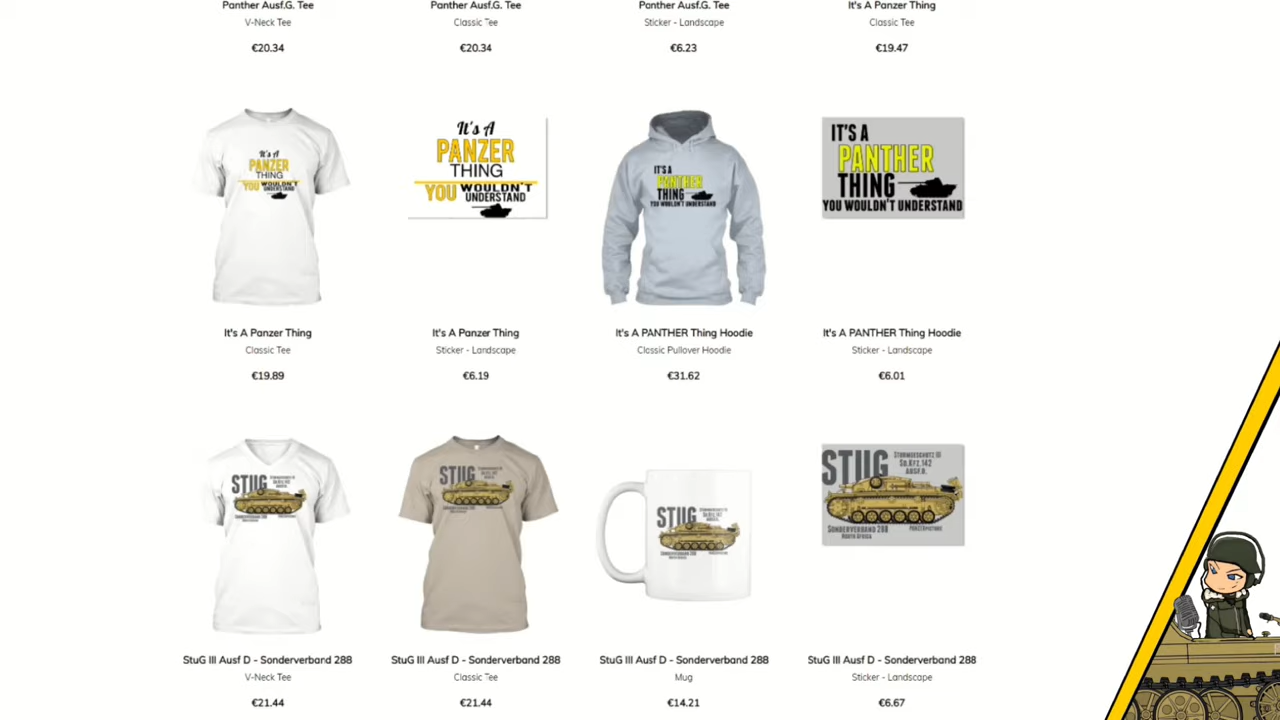 Panther Ausf.G. Tee
V-Neck Tee
€20.34
Panther Ausf.G. Tee
Classic Tee
€20.34
Panther Ausf.G. Tee
Sticker - Landscape
€6.23
It's A Panzer Thing
Classic Tee
€19.47
It's A
PANZER
THING
YOU WOULDN'T
UNDERSTAND
It's A Panzer Thing
Classic Tee
€19.89
It's A
PANZER
THING
YOU WOULDN'T
UNDERSTAND
It's A Panzer Thing
Sticker - Landscape
€6.19
IT'S A
PANTHER
THING
YOU WOULDN'T UNDERSTAND
It's A PANTHER Thing Hoodie
Classic Pullover Hoodie
€31.62
IT'S A
PANTHER
THING
YOU WOULDN'T UNDERSTAND
It's A PANTHER Thing Hoodie
Sticker - Landscape
€6.01
STUG
StuG III Ausf D - Sonderverband 288
V-Neck Tee
€21.44
STUG
StuG III Ausf D - Sonderverband 288
Classic Tee
€21.44
STUG
StuG III Ausf D - Sonderverband 288
Mug
€14.21
STUG
STURMGESCHUTZ III
SD.KFZ.142
AUSF.D.
SONDERVERBAND 288
NORTH AFRICA
PANZERPICTURE
StuG III Ausf D - Sonderverband 288
Sticker - Landscape
€6.67